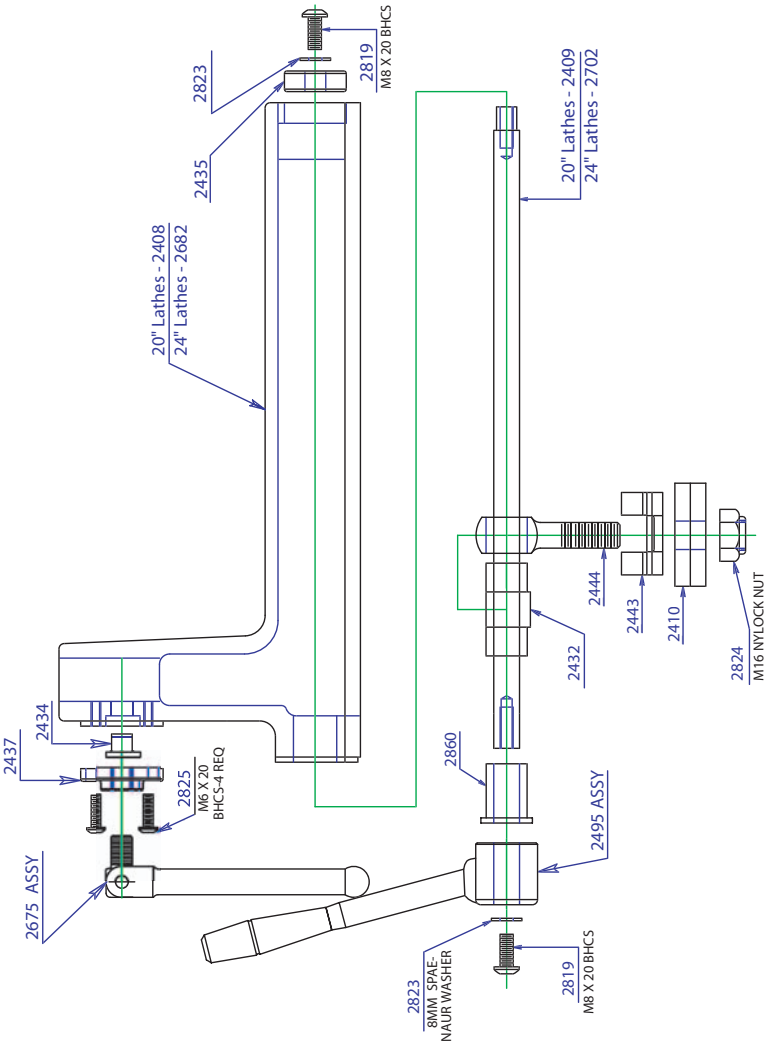 2819
M8 X 20 BHCS
2823
2435
20" Lathes - 2408
24" Lathes - 2682
20" Lathes - 2409
24" Lathes - 2702
2437
2434
2825
M6 X 20
BHCS-4 REQ
2675 ASSY
2444
2443
2410
2824
M16 NYLOCK NUT
2432
2860
2495 ASSY
2823
8MM SPAE-
NAUR WASHER
2819
M8 X 20 BHCS